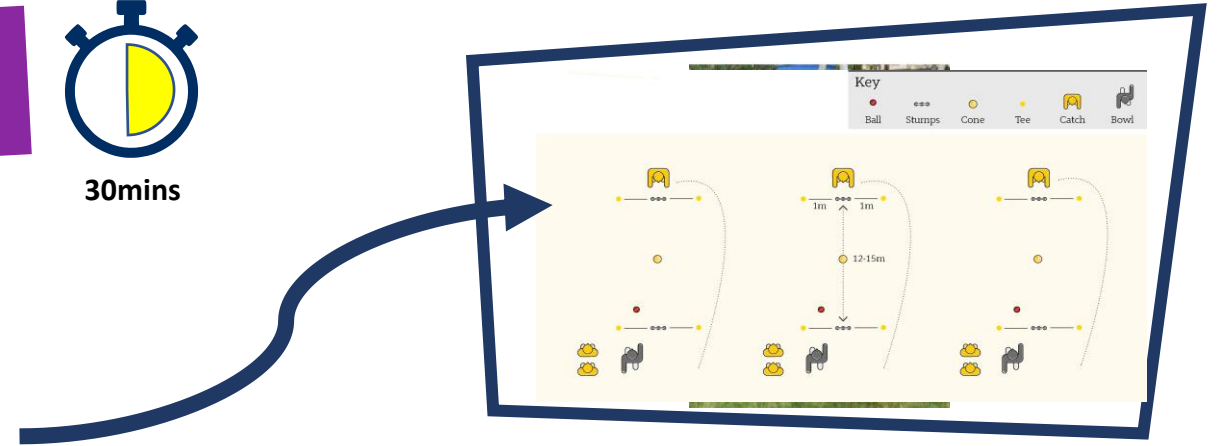 30mins
Key
Ball Stumps Cone Tee Catch Bowl
1m 1m
12-15m